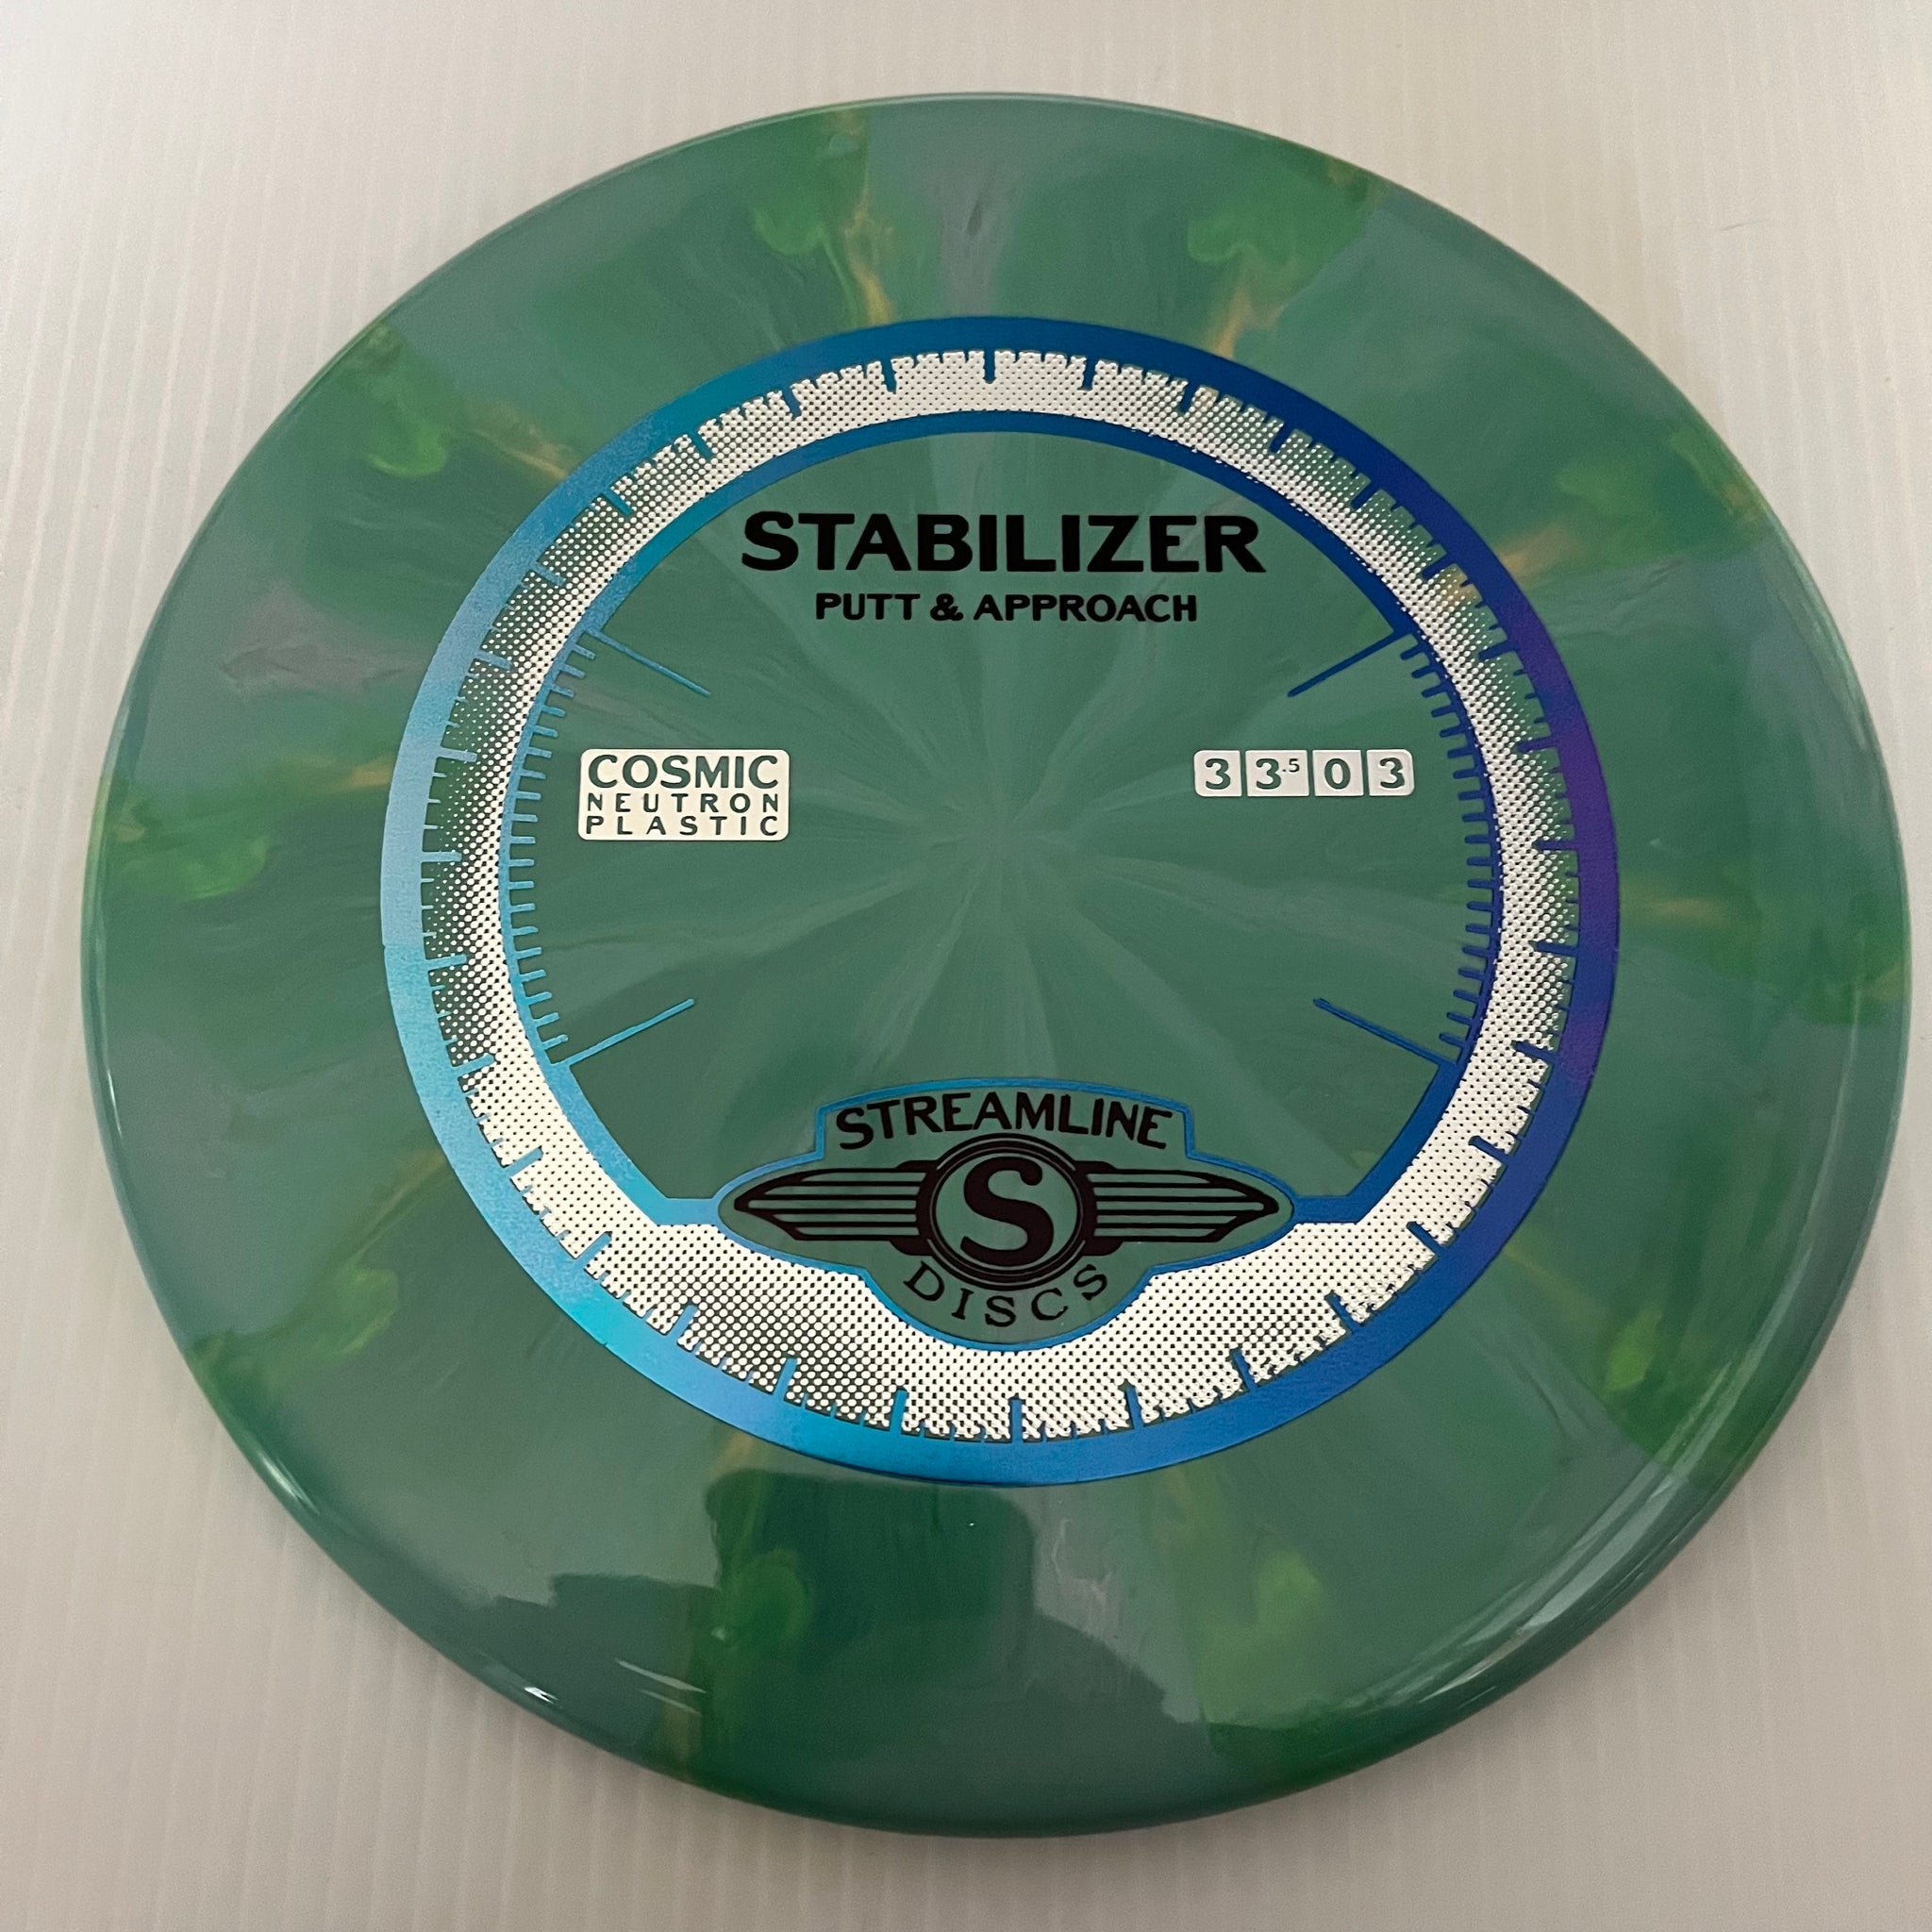 STABILIZER
PUTT & APPROACH
COSMIC
NEUTRON
PLASTIC
3 3.5 0 3
STREAMLINE
S
DISCS